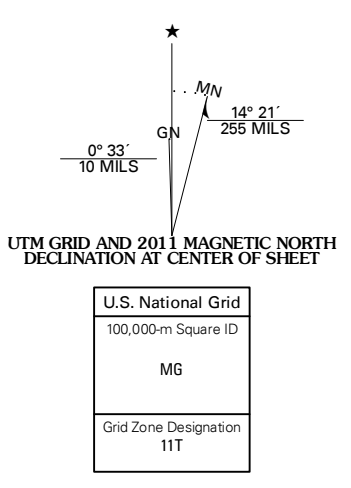 ★
MN
GN
14° 21´
255 MILS
0° 33´
10 MILS
UTM GRID AND 2011 MAGNETIC NORTH
DECLINATION AT CENTER OF SHEET
U.S. National Grid
100,000-m Square ID
MG
Grid Zone Designation
11T